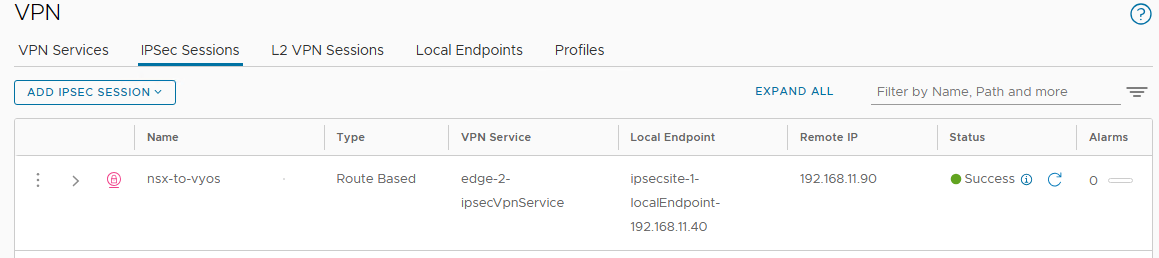 VPN
VPN Services IPSec Sessions L2 VPN Sessions Local Endpoints Profiles
ADD IPSEC SESSION EXPAND ALL Filter by Name, Path and more
Name Type VPN Service Local Endpoint Remote IP Status Alarms
nsx-to-vyos Route Based edge-2- ipsecsite-1- 192.168.11.90 Success 0
ipsecVpnService localEndpoint-
192.168.11.40